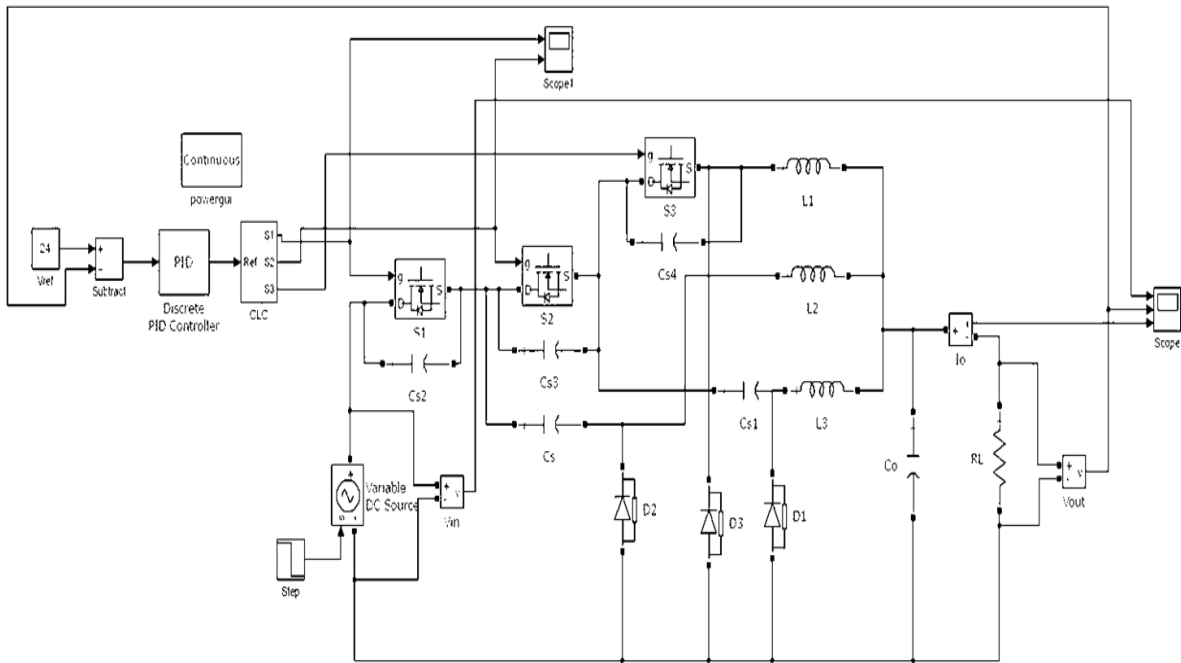 Scope1
Continuous
powergui
g
D
S
S3
L1
Cs4
24
Vref
+
−
Subtract
PID
Discrete
PID Controller
Ref
S1
S2
S3
CLC
g
D
S
S1
g
D
S
S2
L2
Cs2
Cs3
Cs
Cs1
L3
+
-
Io
Scope
Co
RL
+
-
v
Vout
+
-
s
Variable
DC Source
+
-
v
Vin
D2
D3
D1
Step